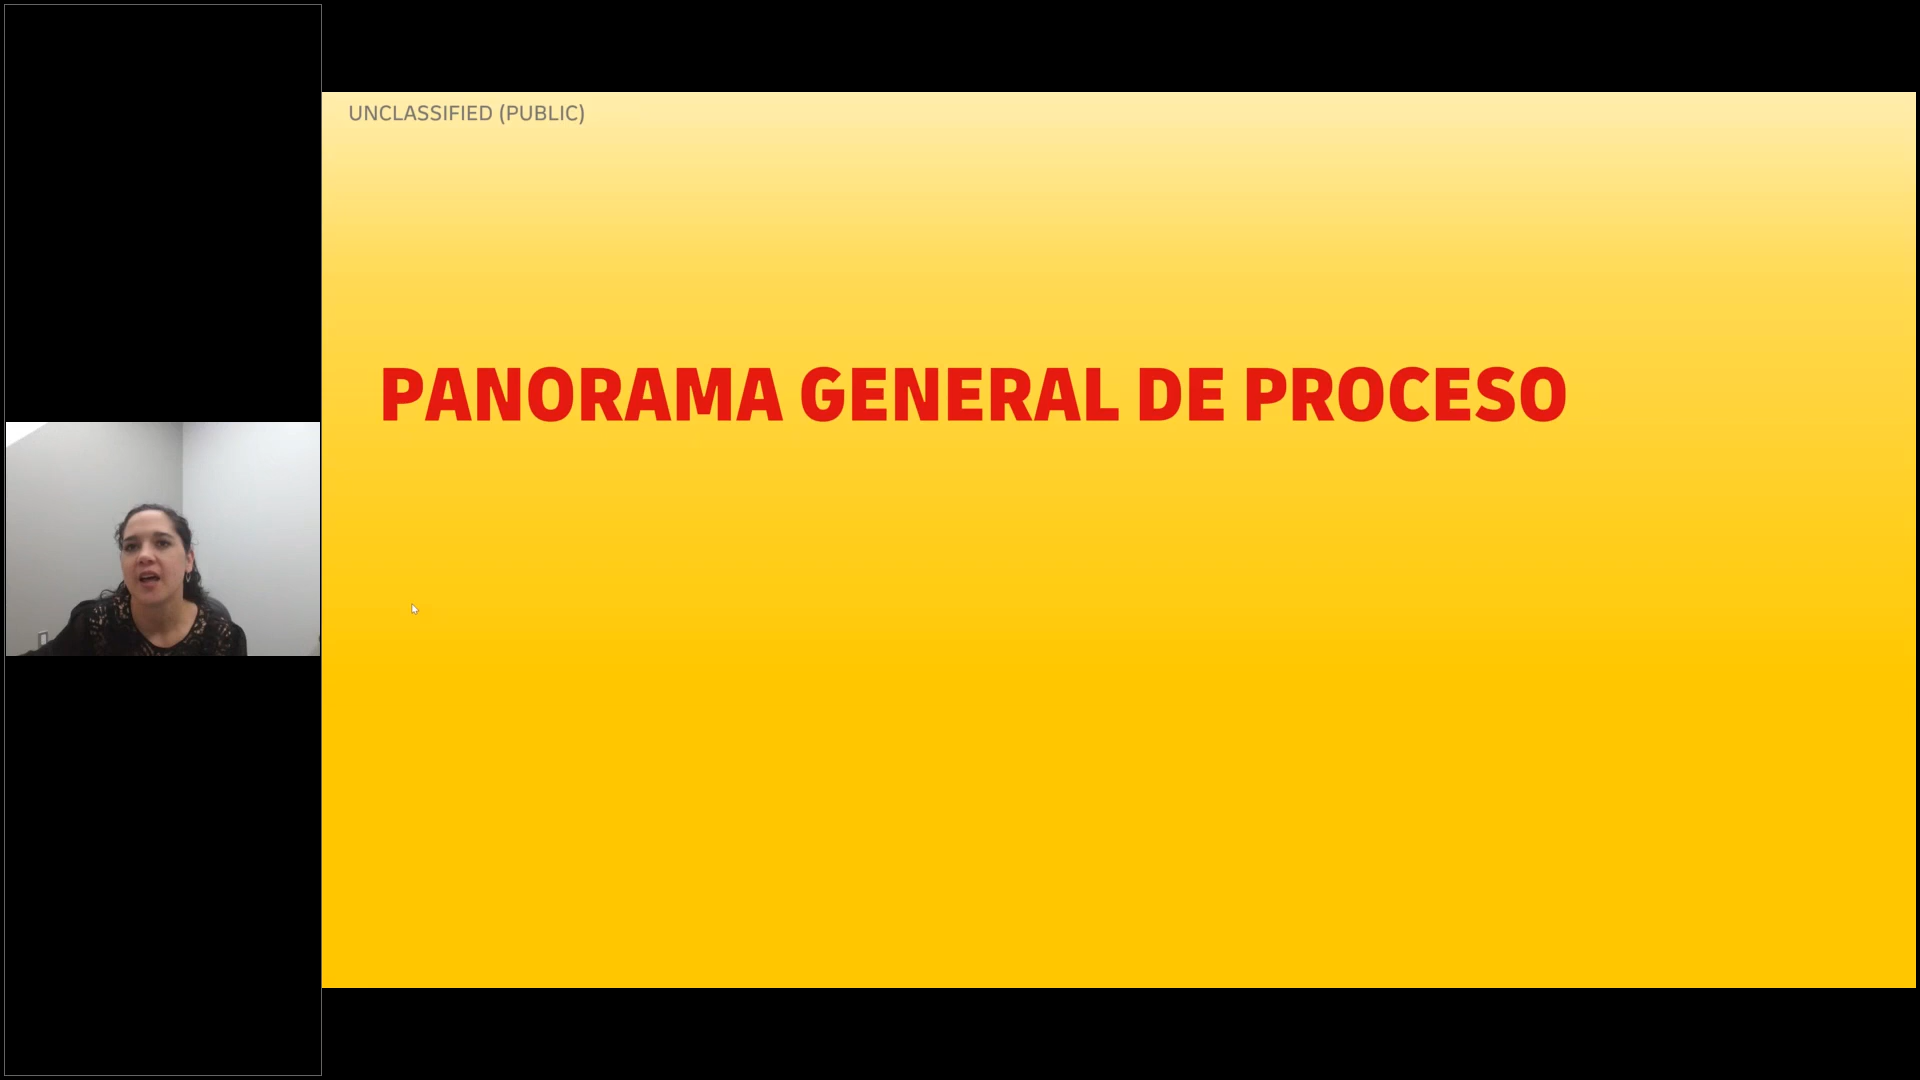 UNCLASSIFIED (PUBLIC)
PANORAMA GENERAL DE PROCESO